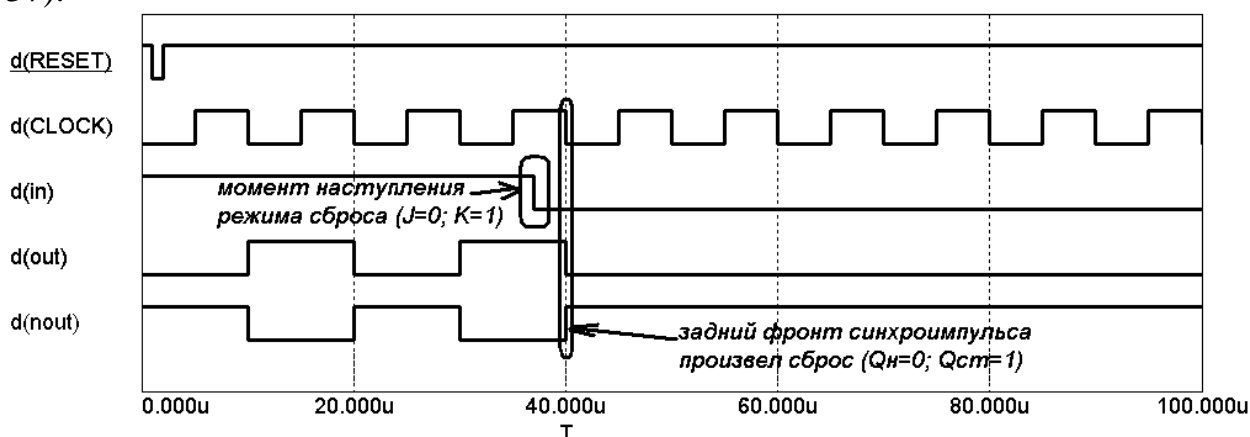 37).
d(RESET)
d(CLOCK)
d(in)
момент наступления
режима сброса (J=0; K=1)
d(out)
d(nout)
задний фронт синхроимпульса
произвел сброс (Qн=0; Qст=1)
0.000u 20.000u 40.000u 60.000u 80.000u 100.000u
T